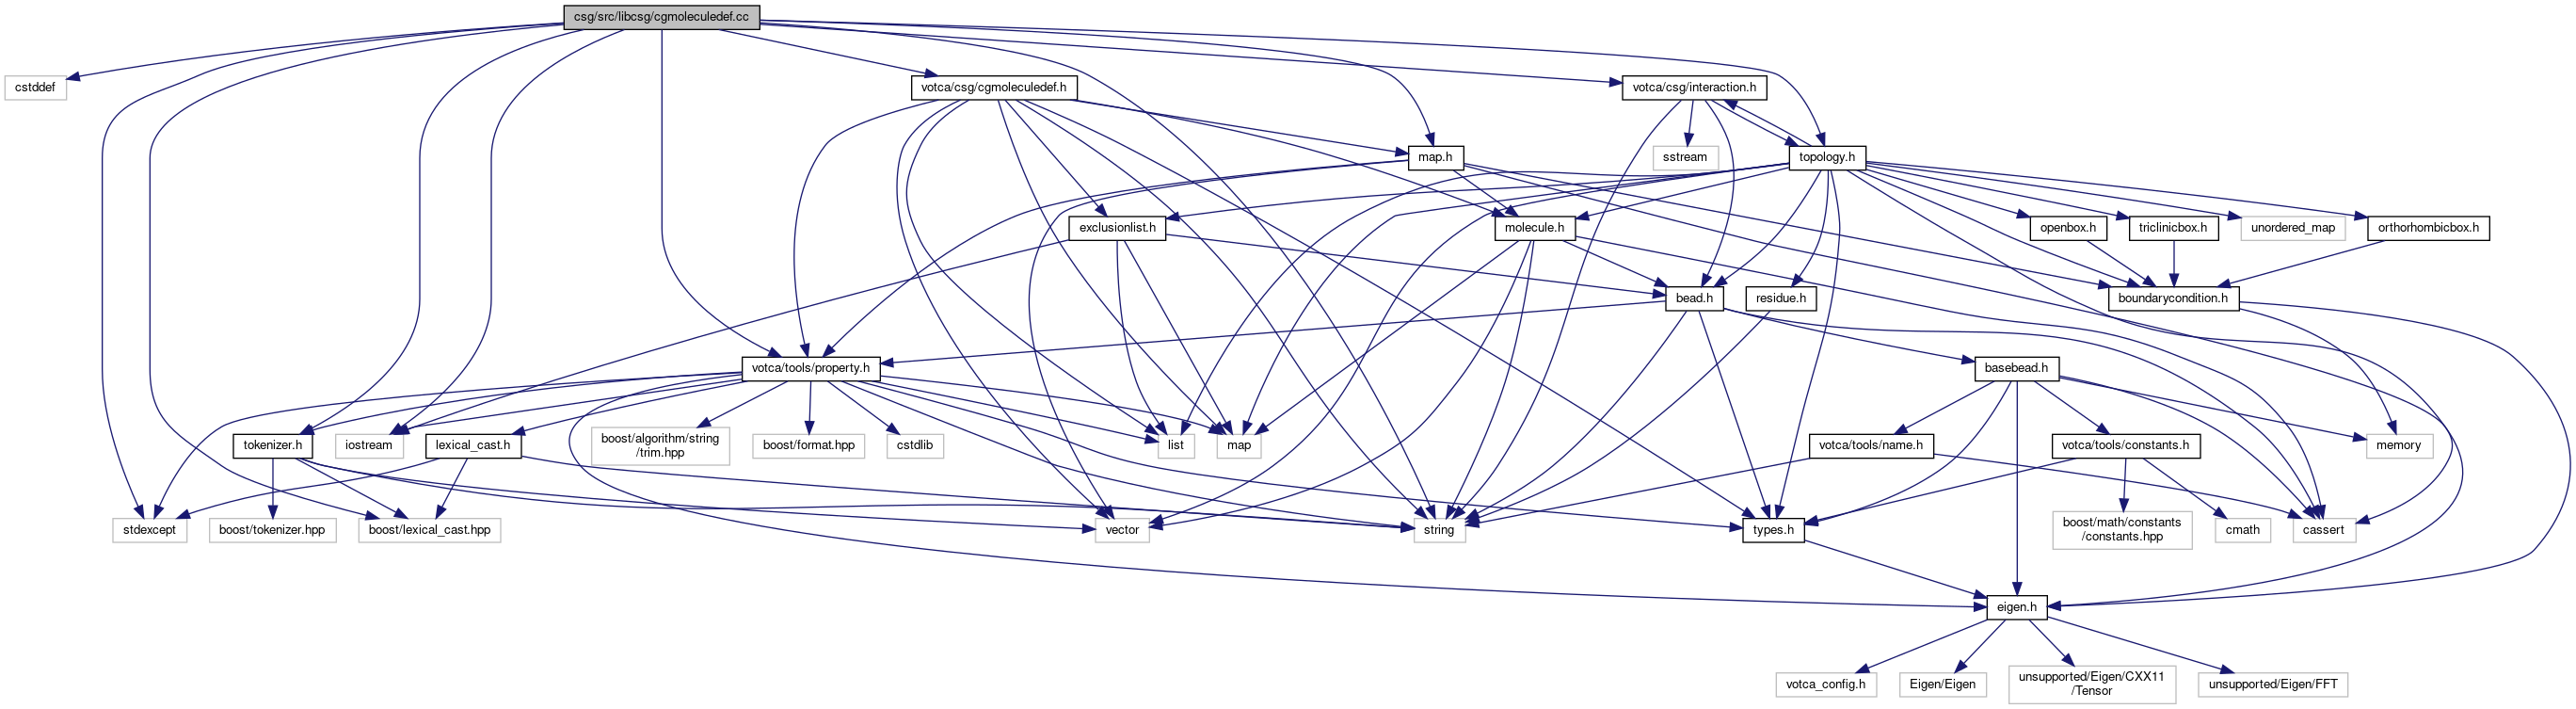 csg/src/libcsg/cgmoleculedef.cc
cstddef
votca/csg/cgmoleculedef.h
votca/csg/interaction.h
map.h
sstream
topology.h
exclusionlist.h
molecule.h
openbox.h
triclinicbox.h
unordered_map
orthorhombicbox.h
bead.h
residue.h
boundarycondition.h
votca/tools/property.h
basebead.h
tokenizer.h
iostream
lexical_cast.h
boost/algorithm/string
/trim.hpp
boost/format.hpp
cstdlib
list
map
votca/tools/name.h
votca/tools/constants.h
memory
stdexcept
boost/tokenizer.hpp
boost/lexical_cast.hpp
vector
string
types.h
boost/math/constants
/constants.hpp
cmath
cassert
eigen.h
votca_config.h
Eigen/Eigen
unsupported/Eigen/CXX11
/Tensor
unsupported/Eigen/FFT